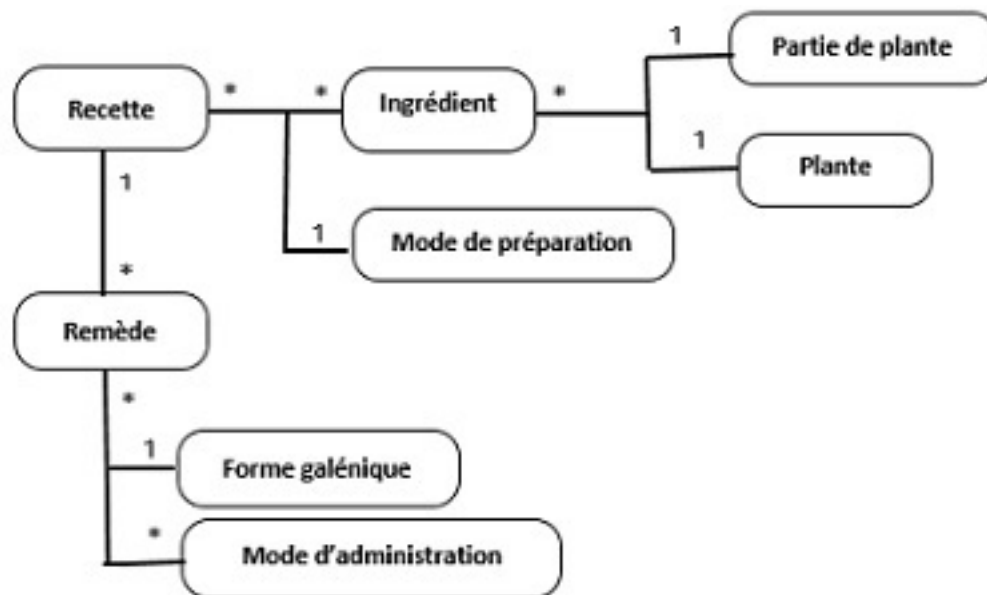 Partie de plante
1
Recette
*
*
Ingrédient
*
1
Plante
1
1
Mode de préparation
*
Remède
*
1
Forme galénique
*
Mode d'administration